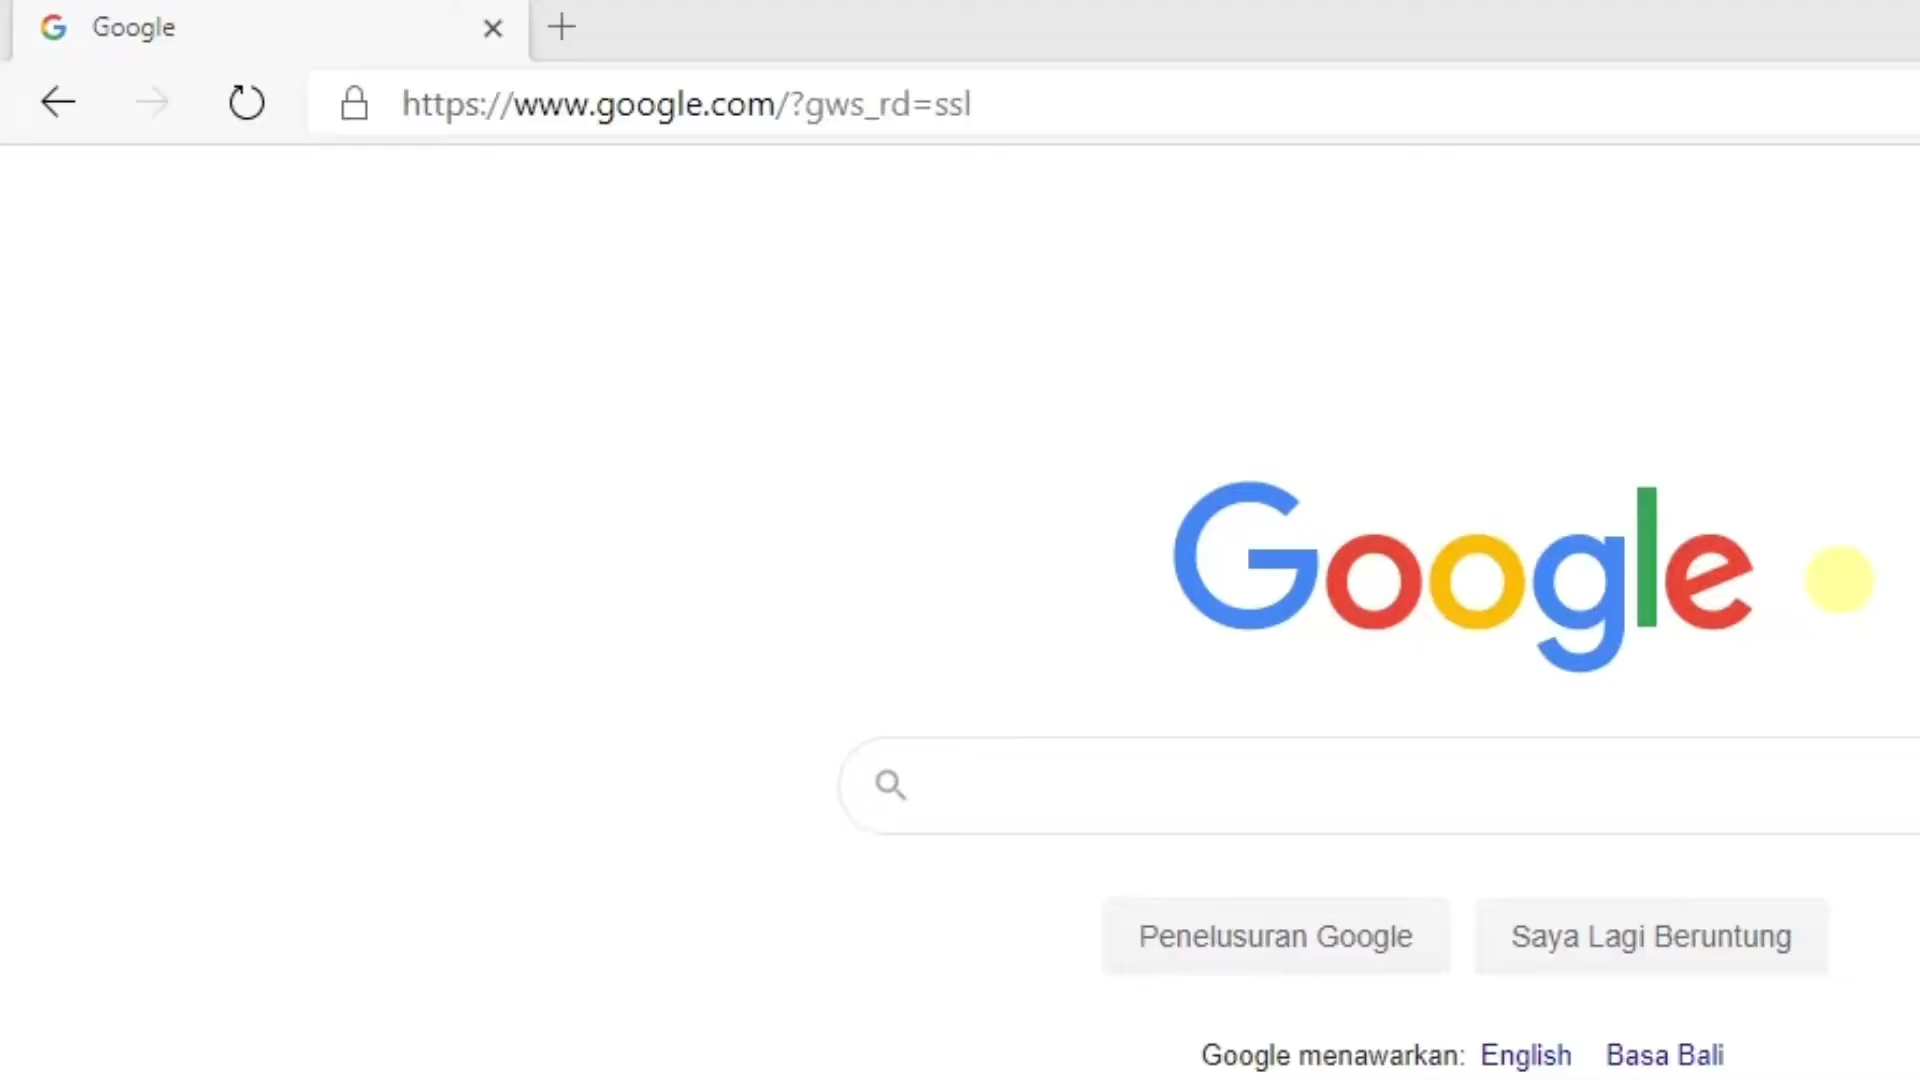 Google
https://www.google.com/?gws_rd=ssl
Google
Penelusuran Google Saya Lagi Beruntung
Google menawarkan: English Basa Bali